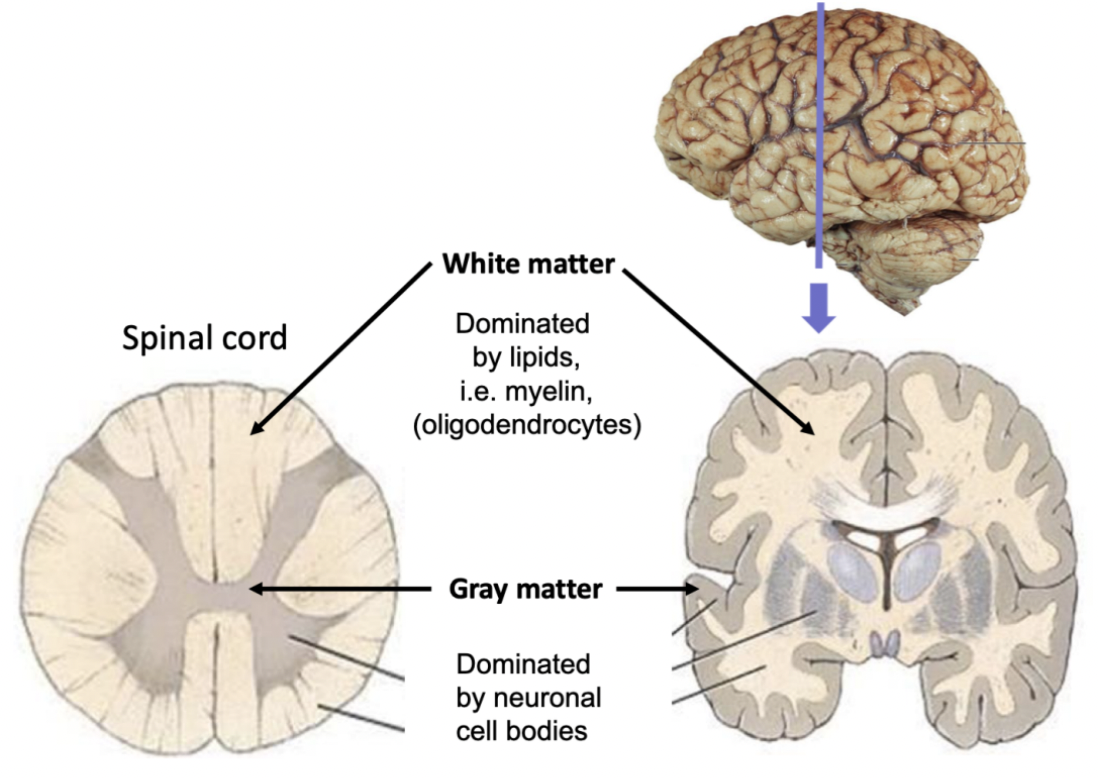 White matter
Dominated
by lipids,
i.e. myelin,
(oligodendrocytes)
Spinal cord
Gray matter
Dominated
by neuronal
cell bodies